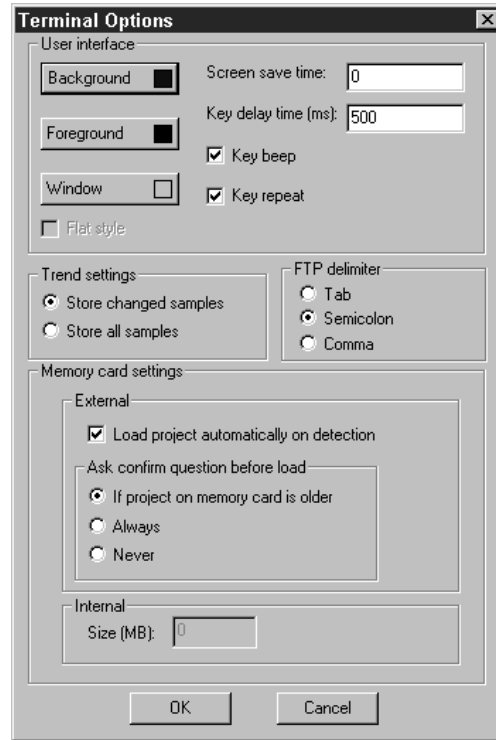 Terminal Options
User interface
Background
Screen save time: 0
Key delay time (ms): 500
Foreground
Key beep
Window
Key repeat
Flat style
Trend settings
Store changed samples
Store all samples
FTP delimiter
Tab
Semicolon
Comma
Memory card settings
External
Load project automatically on detection
Ask confirm question before load
If project on memory card is older
Always
Never
Internal
Size (MB): 0
OK Cancel